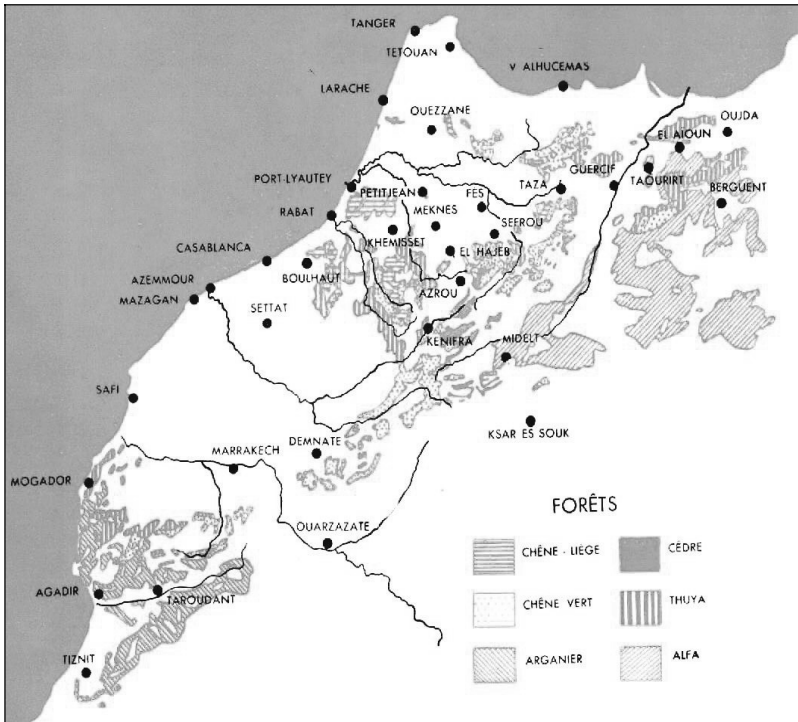 TANGER
TETOUAN
V ALHUCEMAS
LARACHE
OUEZZANE
OUJDA
EL AIOUN
GUERCIF
PORT-LYAUTEY
PETITJEAN
FES
TAZA
TAOURIRT
BERGUENT
RABAT
MEKNES
SEFROU
KHEMISSET
CASABLANCA
EL HAJEB
BOULHAUT
AZEMMOUR
AZROU
MAZAGAN
SETTAT
KENIFRA
MIDELT
SAFI
KSAR ES SOUK
DEMNATE
MARRAKECH
MOGADOR
OUARZAZATE
AGADIR
TAROUDANT
TIZNIT
FORÊTS
CHÊNE - LIÈGE
CÈDRE
CHÊNE VERT
THUYA
ARGANIER
ALFA